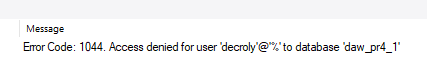 Message
Error Code: 1044. Access denied for user 'decroly'@'%' to database 'daw_pr4_1'